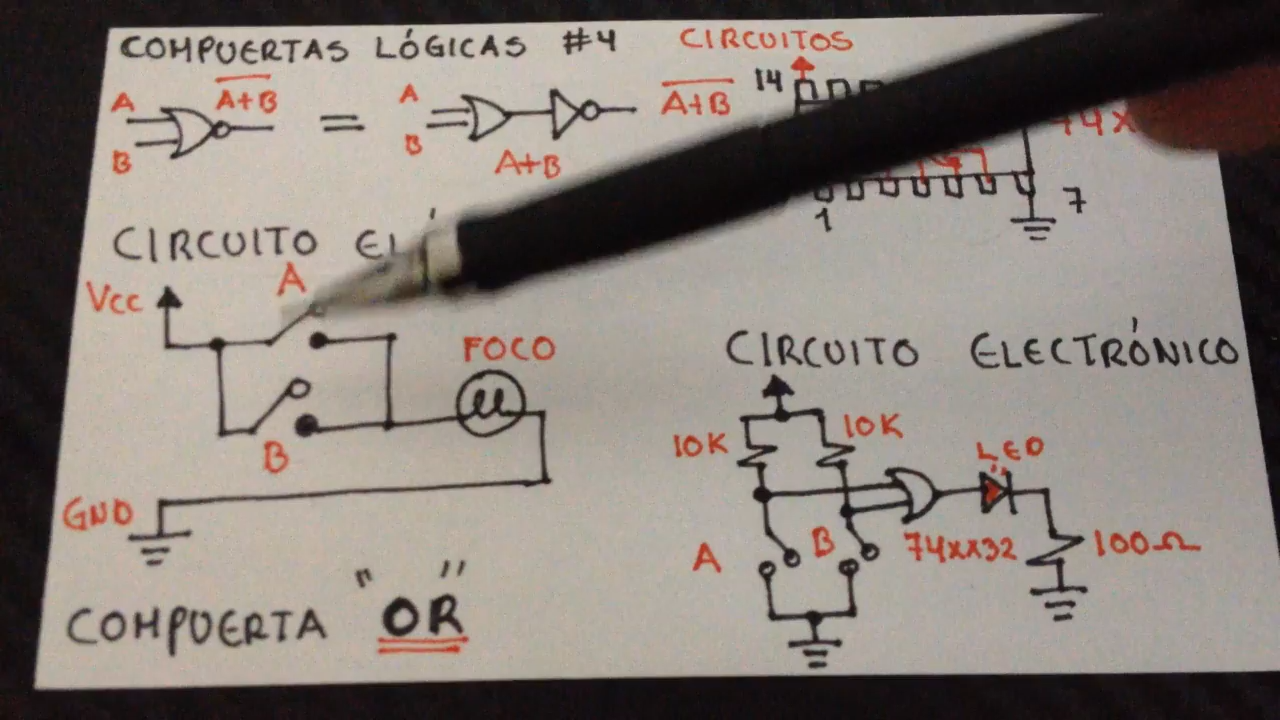 COMPUERTAS LÓGICAS #4
CIRCUITOS
A
B
A+B
=
A
B
A+B
A+B
14
1
7
CIRCUITO
Vcc
A
B
FOCO
GND
COMPUERTA "OR"
CIRCUITO ELECTRÓNICO
10K
10K
A
B
74XX32
LED
100Ω